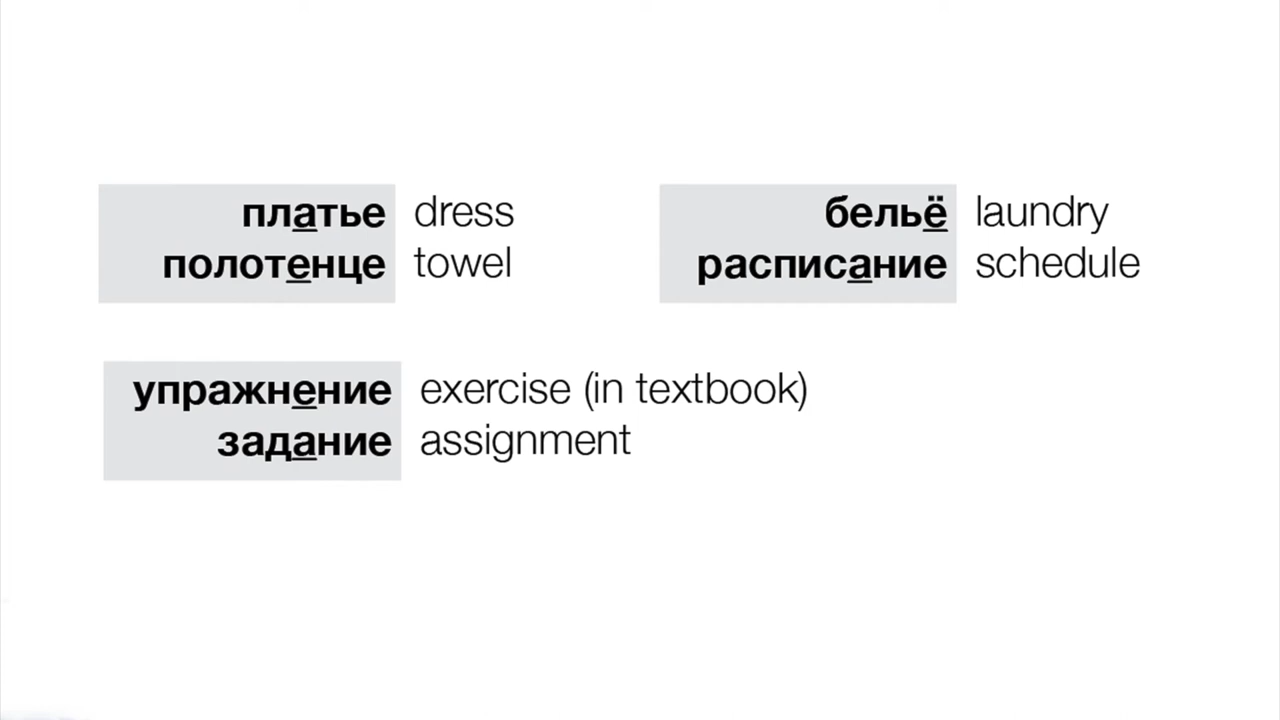 платье dress
полотенце towel
бельё laundry
расписание schedule
упражнение exercise (in textbook)
задание assignment